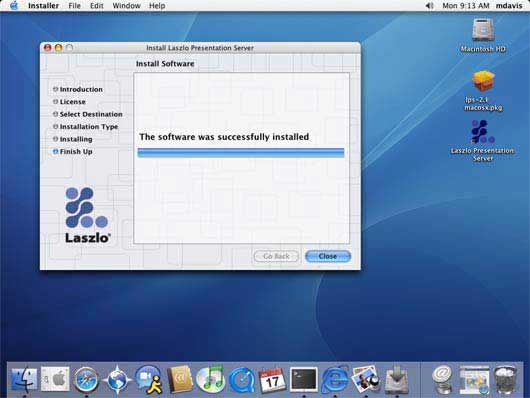 Installer File Edit Window Help Mon 9:13 AM mdavis
Install Laszlo Presentation Server
Install Software
Introduction
License
Select Destination
Installation Type
Installing
Finish Up
The software was successfully installed
Laszlo
Go Back Close
Macintosh HD
lps-2.1
macosx.pkg
Laszlo Presentation
Server
17